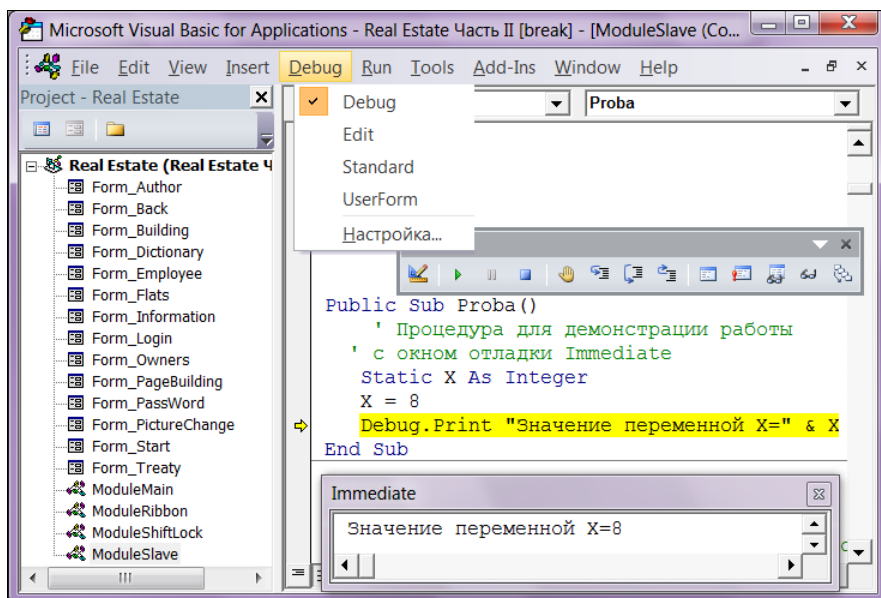 Microsoft Visual Basic for Applications - Real Estate Часть II [break] - [ModuleSlave (Co...
File Edit View Insert Debug Run Tools Add-Ins Window Help
Project - Real Estate
Debug
Edit
Standard
UserForm
Настройка...
Proba
Real Estate (Real Estate Ч
Form_Author
Form_Back
Form_Building
Form_Dictionary
Form_Employee
Form_Flats
Form_Information
Form_Login
Form_Owners
Form_PageBuilding
Form_PassWord
Form_PictureChange
Form_Start
Form_Treaty
ModuleMain
ModuleRibbon
ModuleShiftLock
ModuleSlave
Public Sub Proba()
' Процедура для демонстрации работы
' с окном отладки Immediate
Static X As Integer
X = 8
Debug.Print "Значение переменной X=" & X
End Sub
Immediate
Значение переменной X=8